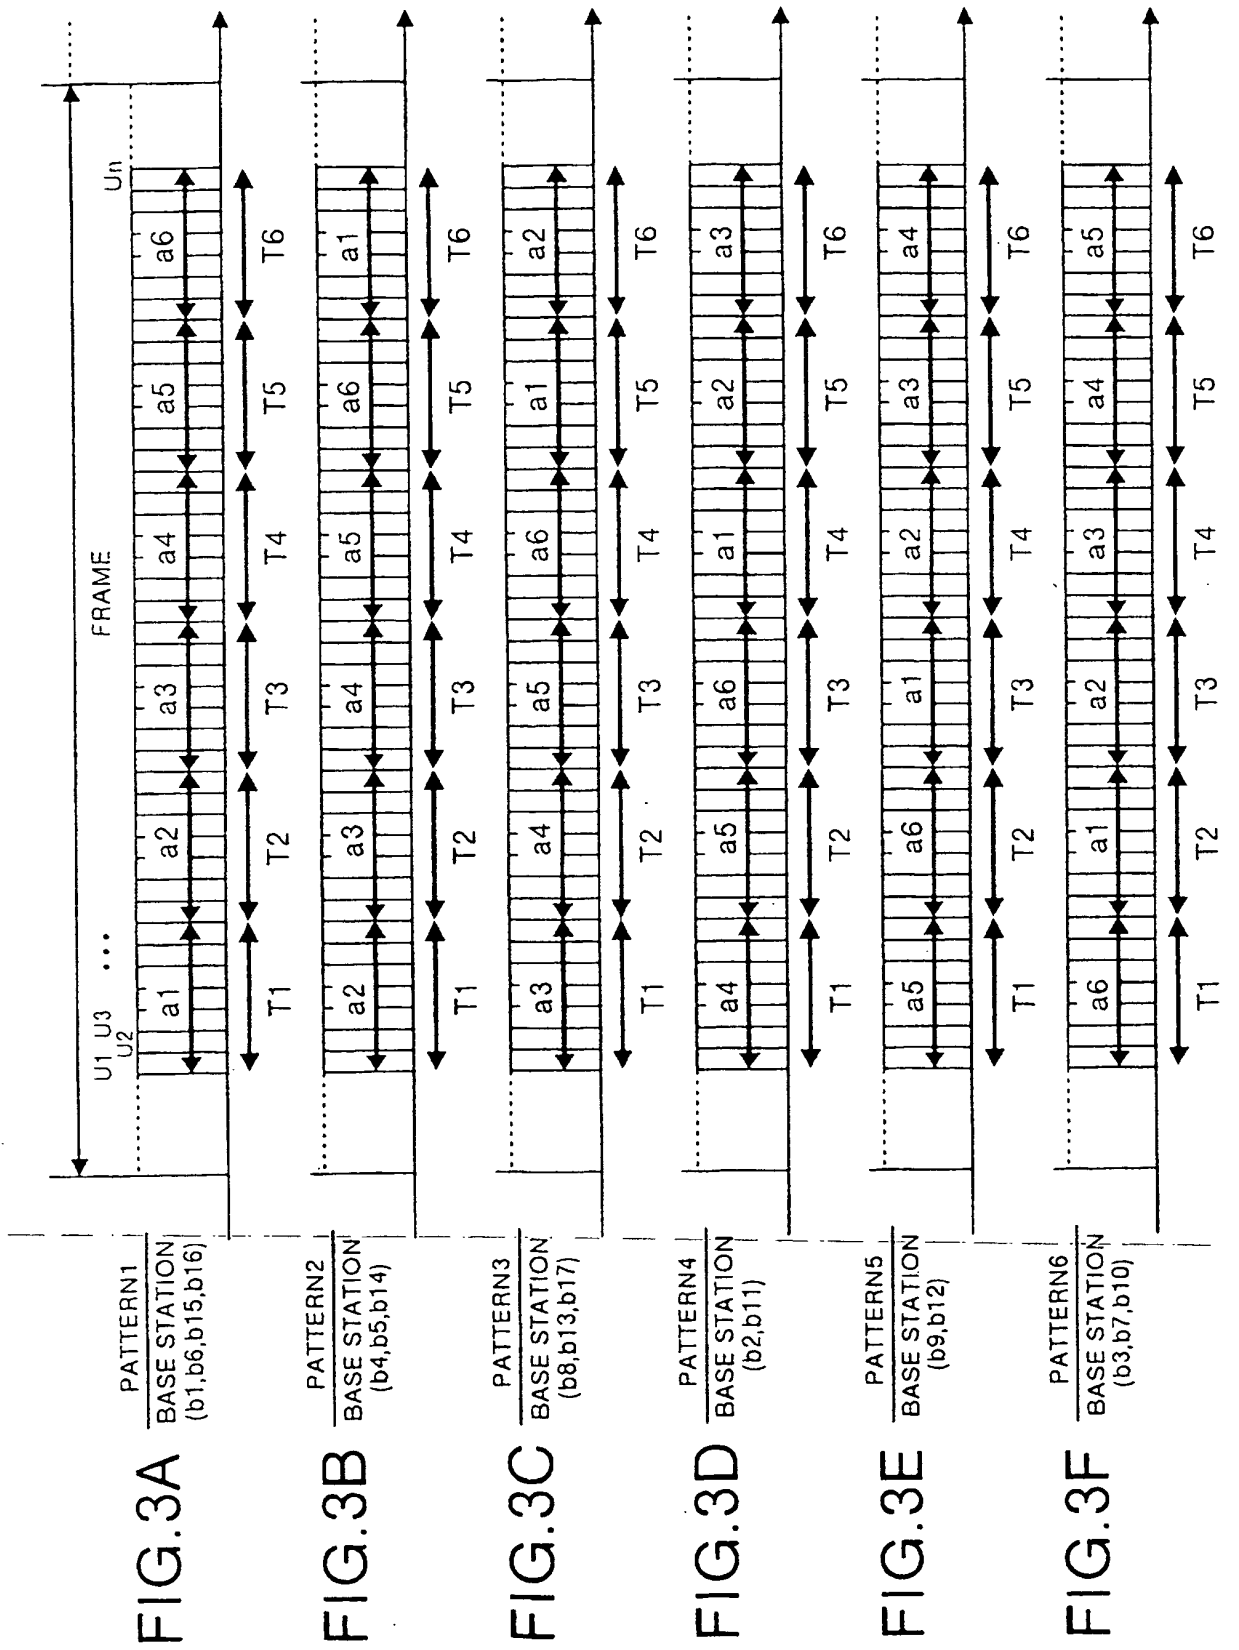 FRAME
U1 U3 ... Un
U2
FIG.3A
PATTERN1
BASE STATION
(b1,b6,b15,b16)
a1 a2 a3 a4 a5 a6
T1 T2 T3 T4 T5 T6
FIG.3B
PATTERN2
BASE STATION
(b4,b5,b14)
a2 a3 a4 a5 a6 a1
T1 T2 T3 T4 T5 T6
FIG.3C
PATTERN3
BASE STATION
(b8,b13,b17)
a3 a4 a5 a6 a1 a2
T1 T2 T3 T4 T5 T6
FIG.3D
PATTERN4
BASE STATION
(b2,b11)
a4 a5 a6 a1 a2 a3
T1 T2 T3 T4 T5 T6
FIG.3E
PATTERN5
BASE STATION
(b9,b12)
a5 a6 a1 a2 a3 a4
T1 T2 T3 T4 T5 T6
FIG.3F
PATTERN6
BASE STATION
(b3,b7,b10)
a6 a1 a2 a3 a4 a5
T1 T2 T3 T4 T5 T6